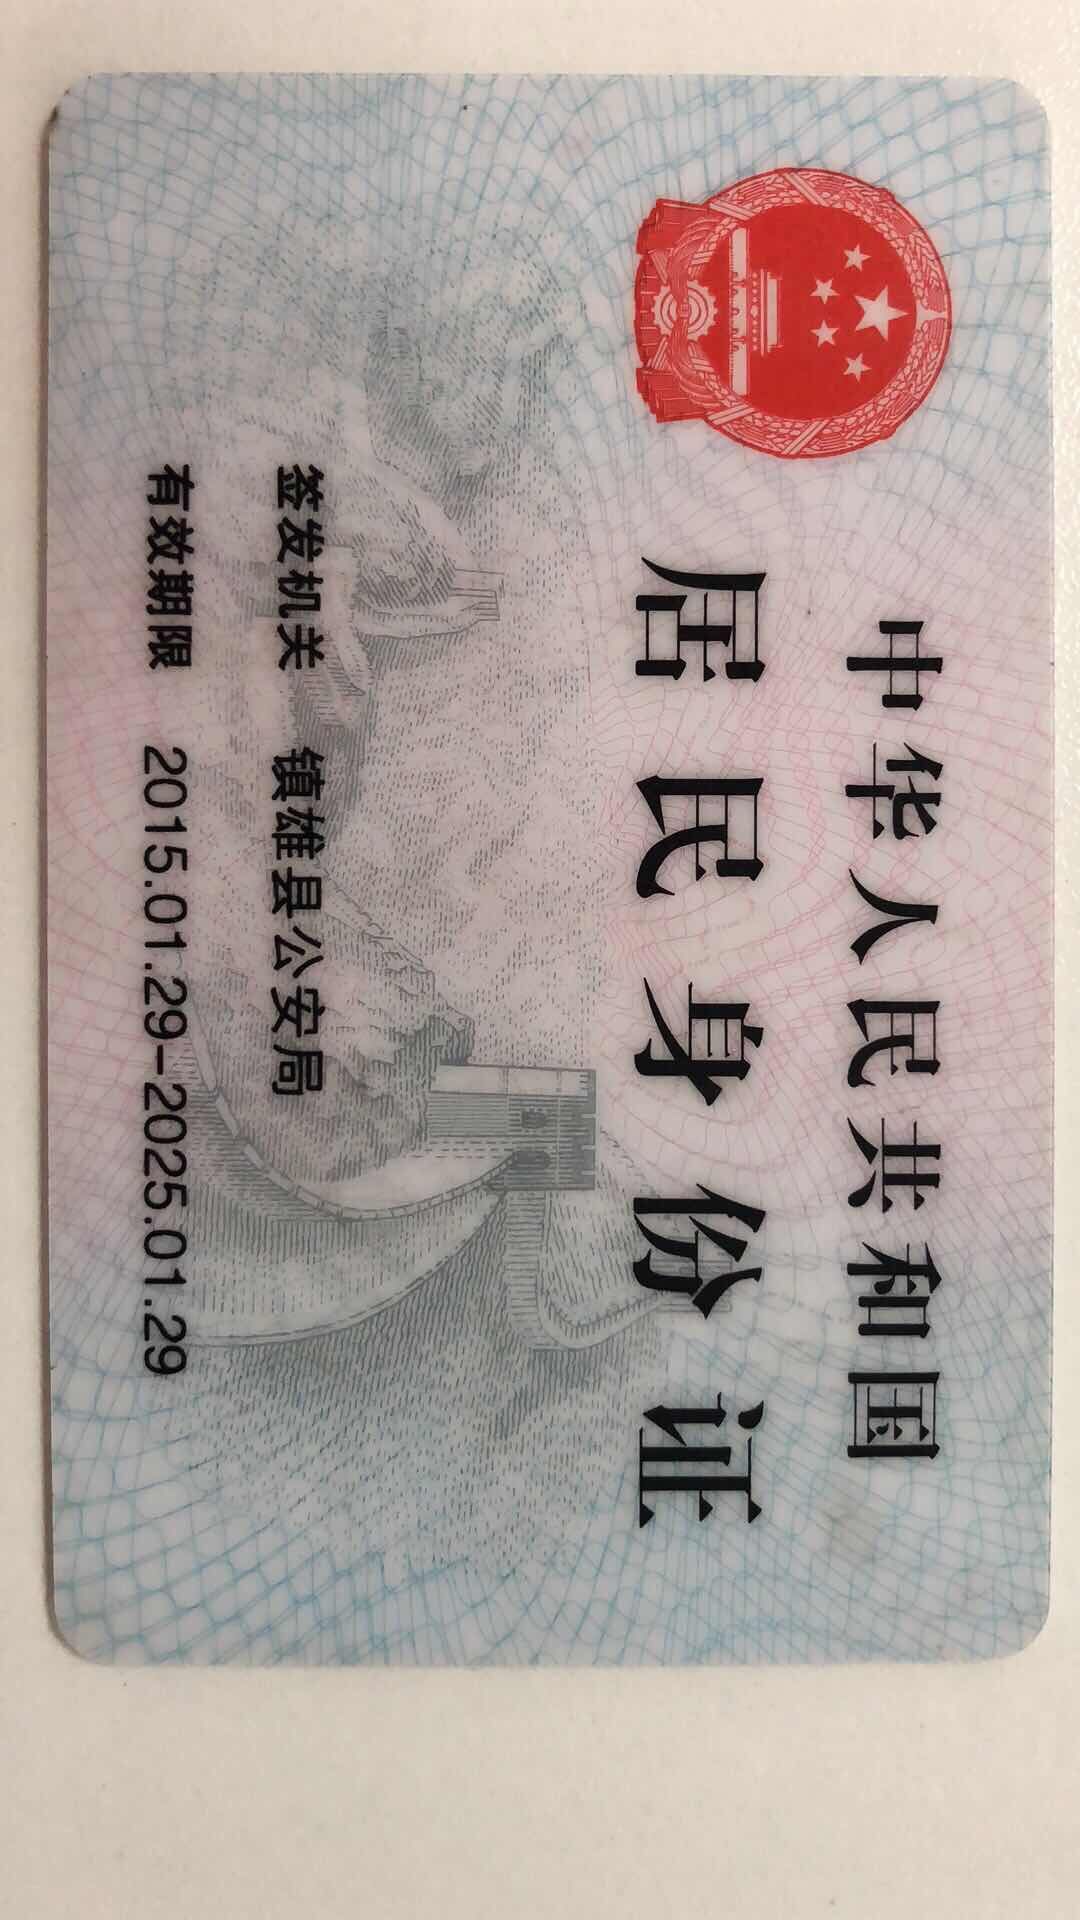 中华人民共和国
居民身份证
签发机关 镇雄县公安局
有效期限 2015.01.29-2025.01.29